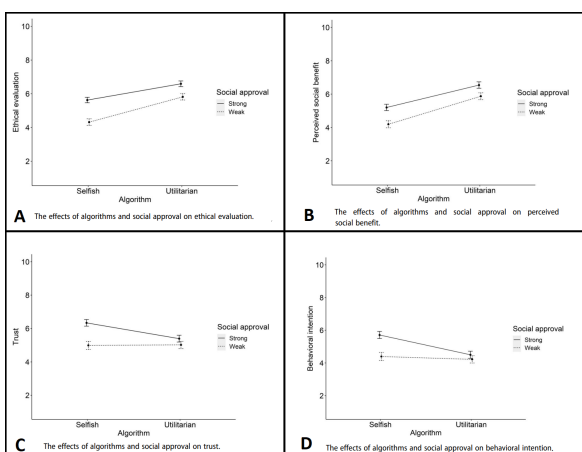 10
8
6
4
2
Ethical evaluation
Social approval
Strong
Weak
Selfish
Utilitarian
Algorithm
A
The effects of algorithms and social approval on ethical evaluation.
10
8
6
4
2
Perceived social benefit
Social approval
Strong
Weak
Selfish
Utilitarian
Algorithm
B
The effects of algorithms and social approval on perceived
social benefit.
10
8
6
4
2
Trust
Social approval
Strong
Weak
Selfish
Utilitarian
Algorithm
C
The effects of algorithms and social approval on trust.
10
8
6
4
2
Behavioral intention
Social approval
Strong
Weak
Selfish
Utilitarian
Algorithm
D
The effects of algorithms and social approval on behavioral intention.